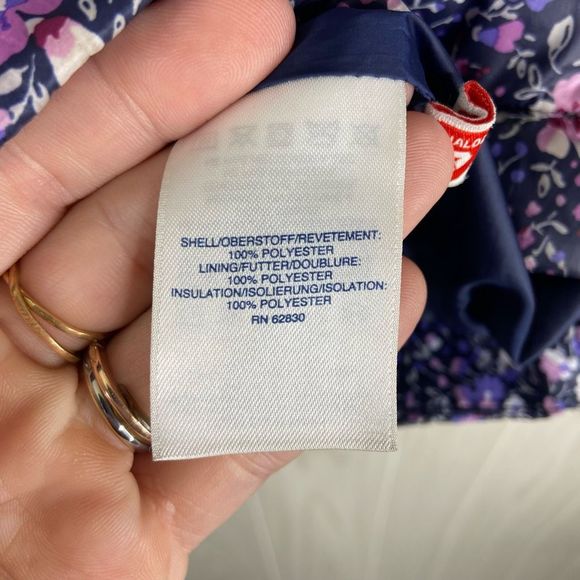 SHELL/OBERSTOFF/REVETEMENT:
100% POLYESTER
LINING/FUTTER/DOUBLURE:
100% POLYESTER
INSULATION/ISOLIERUNG/ISOLATION:
100% POLYESTER
RN 62830